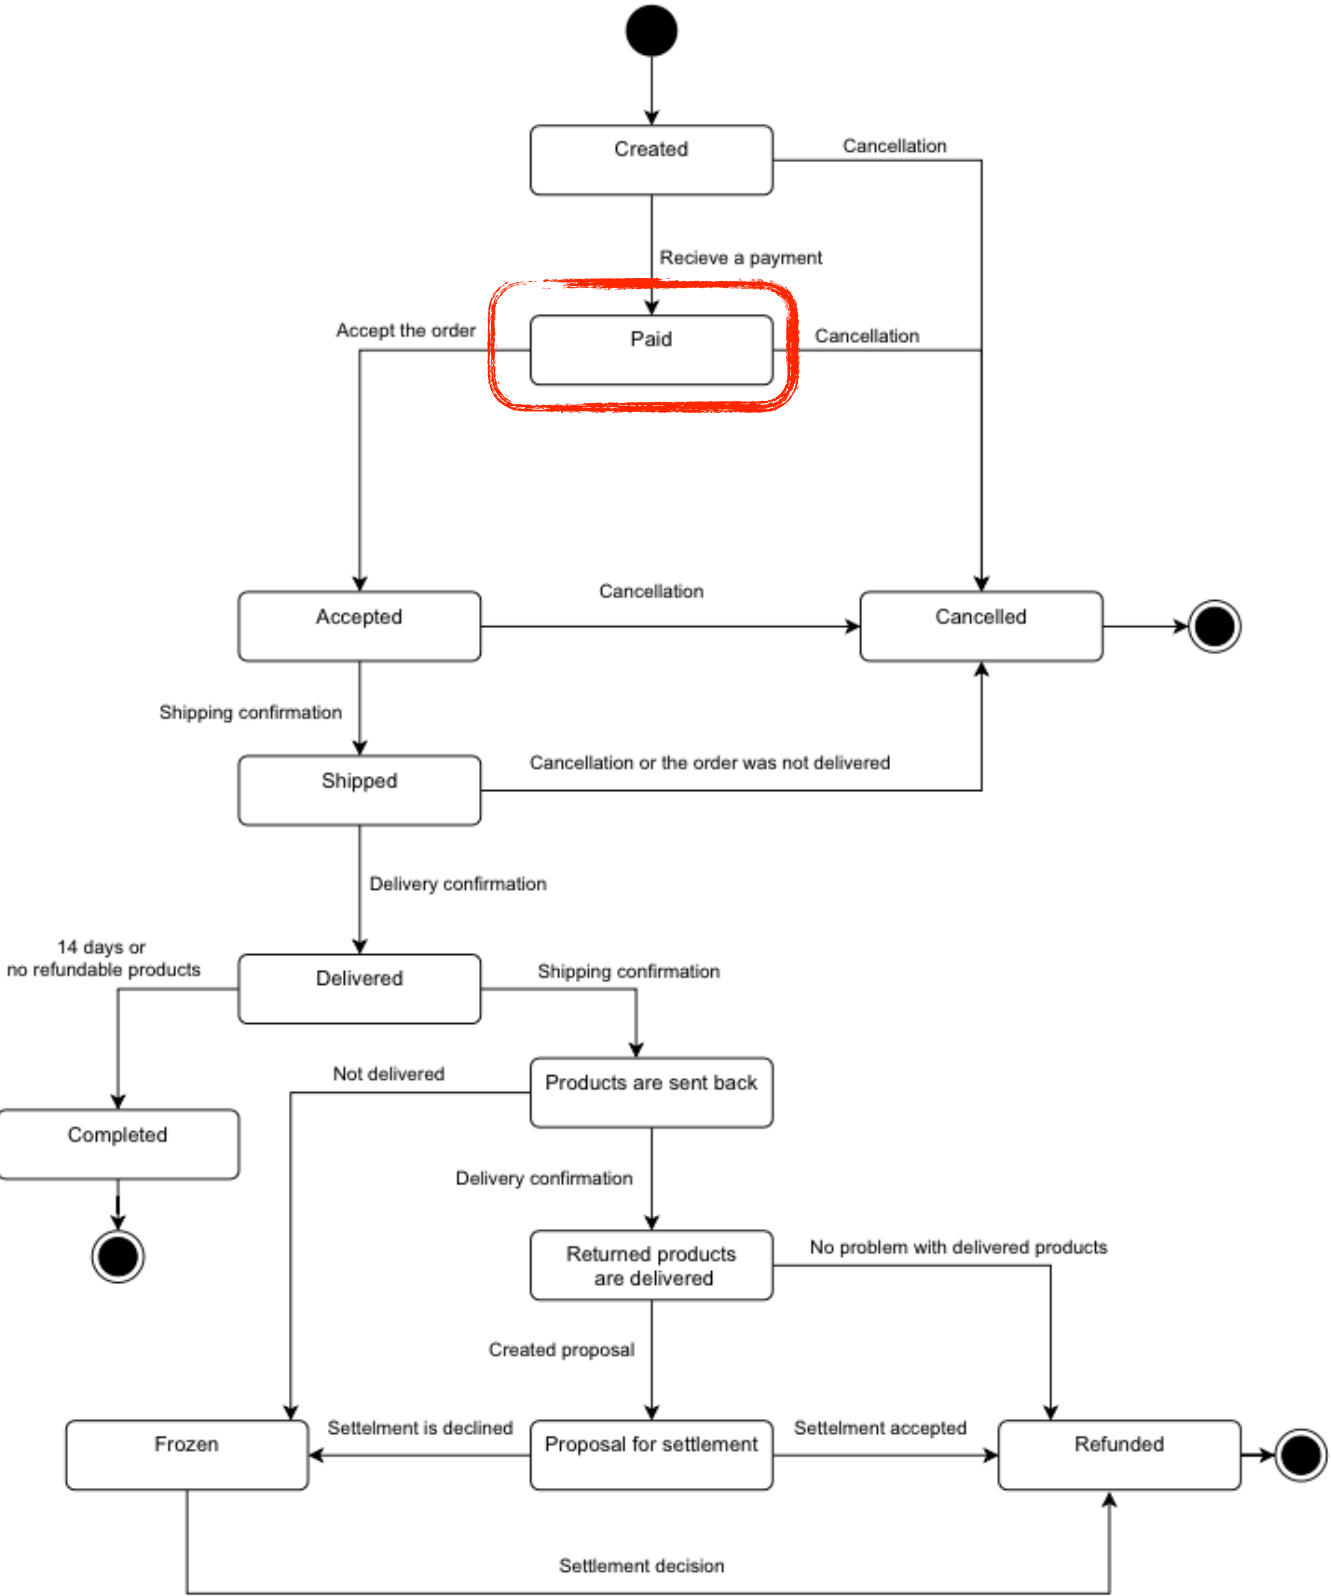 Created
Cancellation
Recieve a payment
Accept the order
Paid
Cancellation
Accepted
Cancellation
Cancelled
Shipping confirmation
Shipped
Cancellation or the order was not delivered
Delivery confirmation
14 days or
no refundable products
Delivered
Shipping confirmation
Not delivered
Products are sent back
Completed
Delivery confirmation
Returned products
are delivered
No problem with delivered products
Created proposal
Frozen
Settelment is declined
Proposal for settlement
Settelment accepted
Refunded
Settlement decision